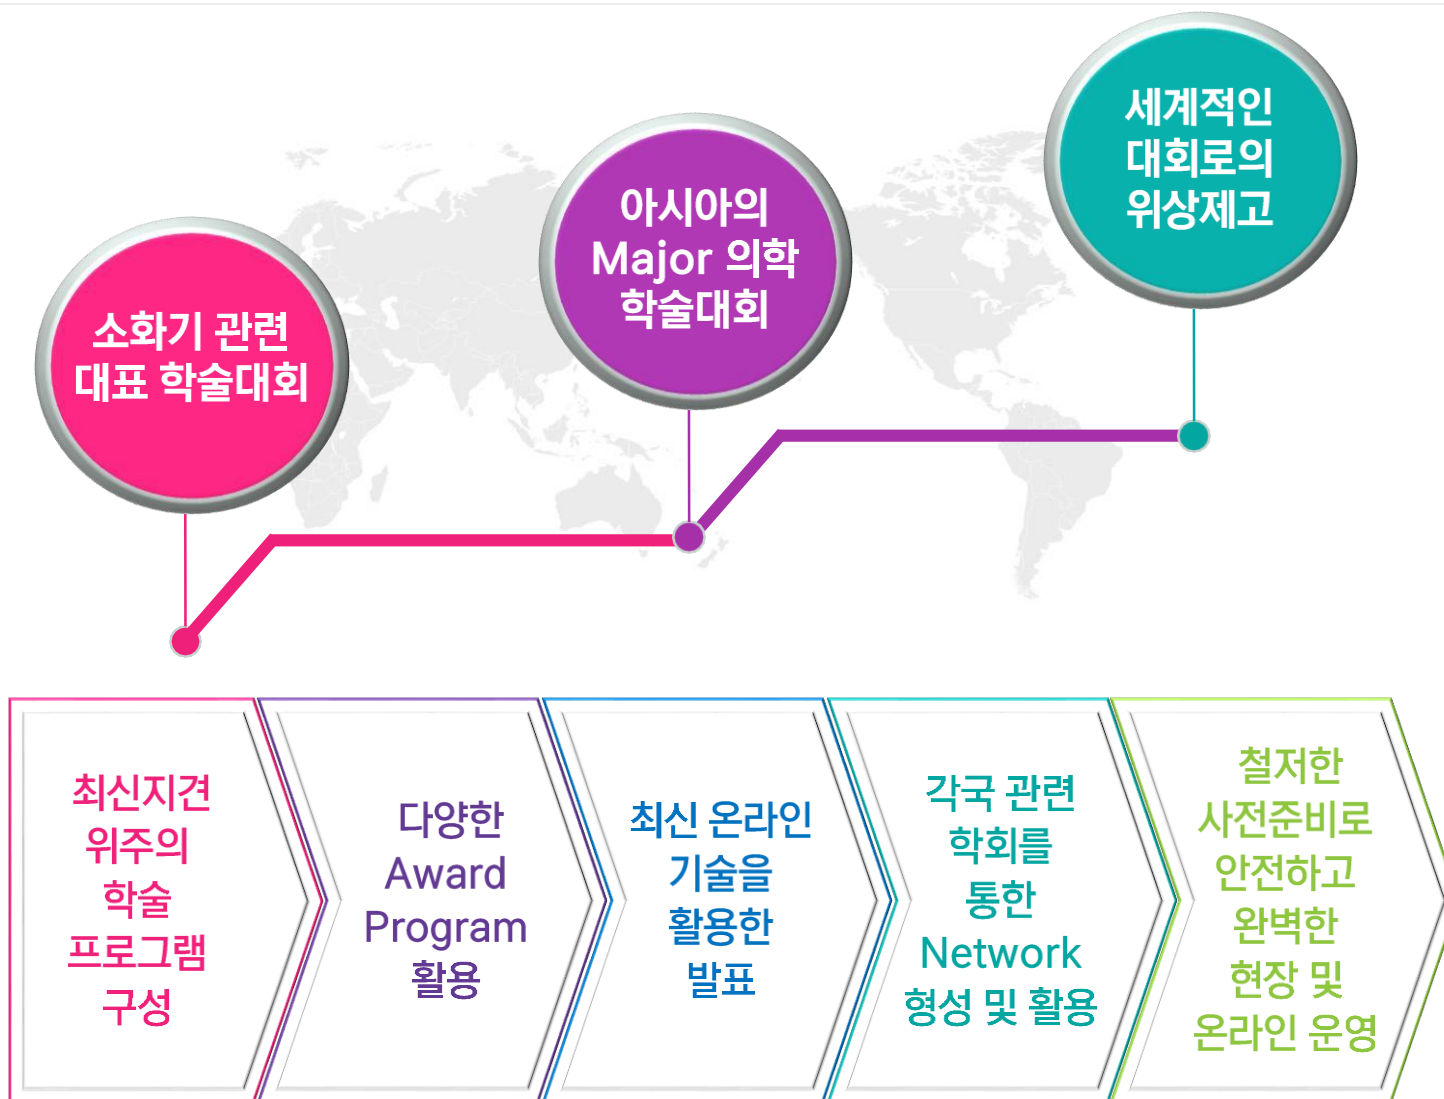 소화기 관련
대표 학술대회
아시아의
Major 의학
학술대회
세계적인
대회로의
위상제고
최신지견
위주의
학술
프로그램
구성
다양한
Award
Program
활용
최신 온라인
기술을
활용한
발표
각국 관련
학회를
통한
Network
형성 및 활용
철저한
사전준비로
안전하고
완벽한
현장 및
온라인 운영